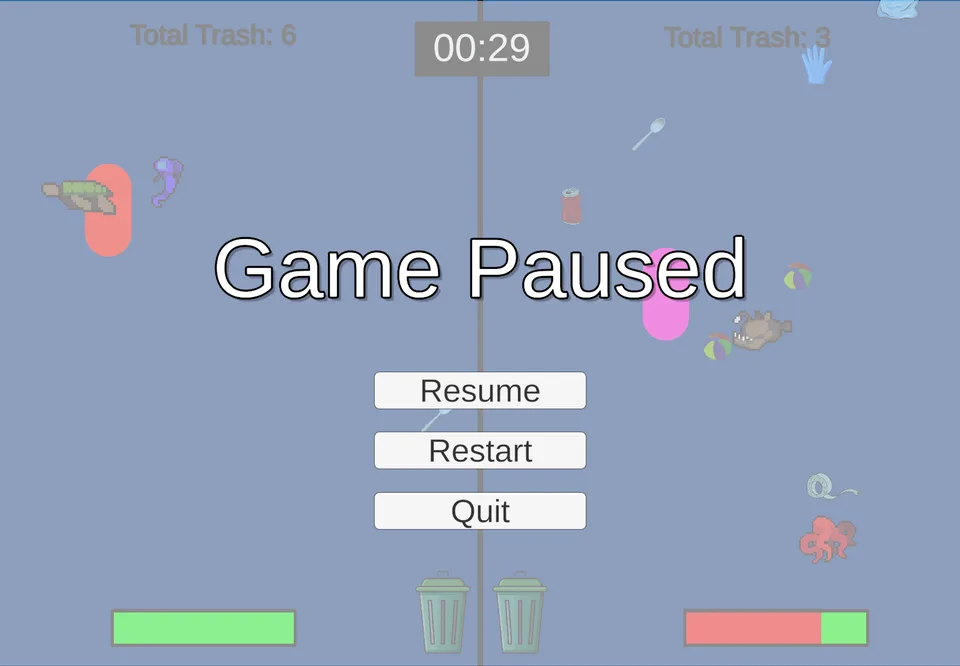 Total Trash: 6
00:29
Total Trash: 3
Game Paused
Resume
Restart
Quit